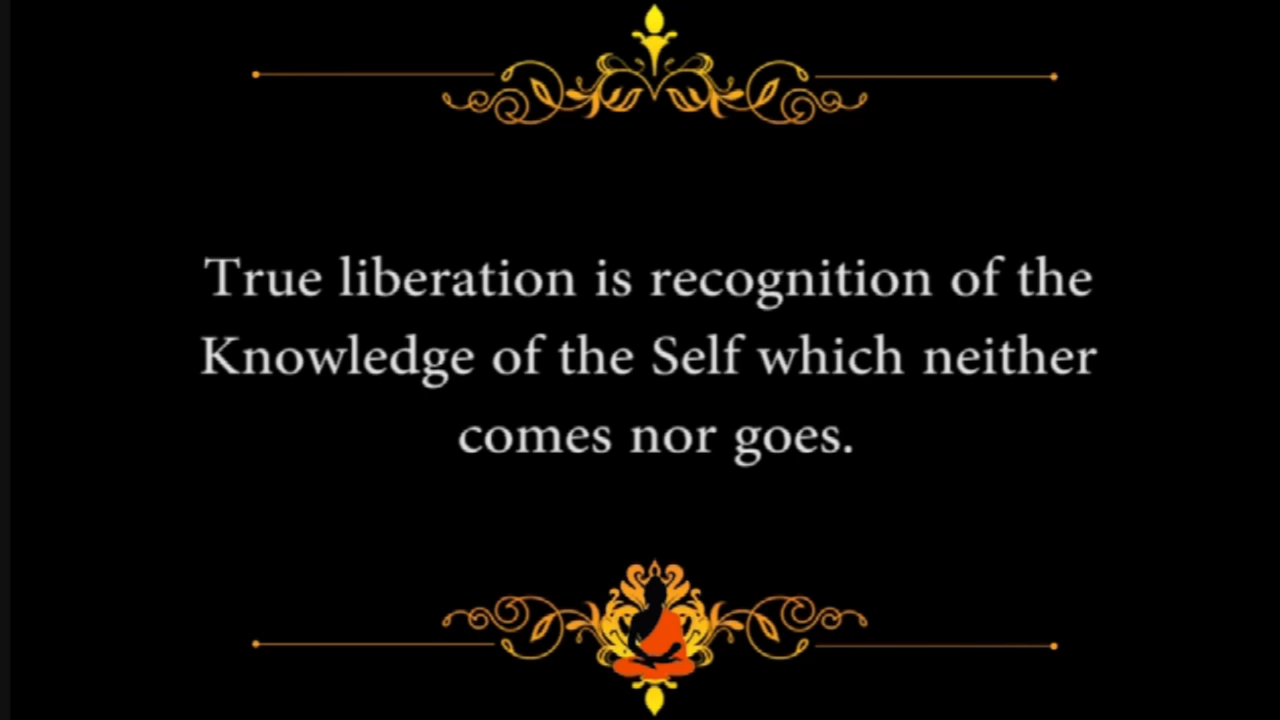 True liberation is recognition of the
Knowledge of the Self which neither
comes nor goes.